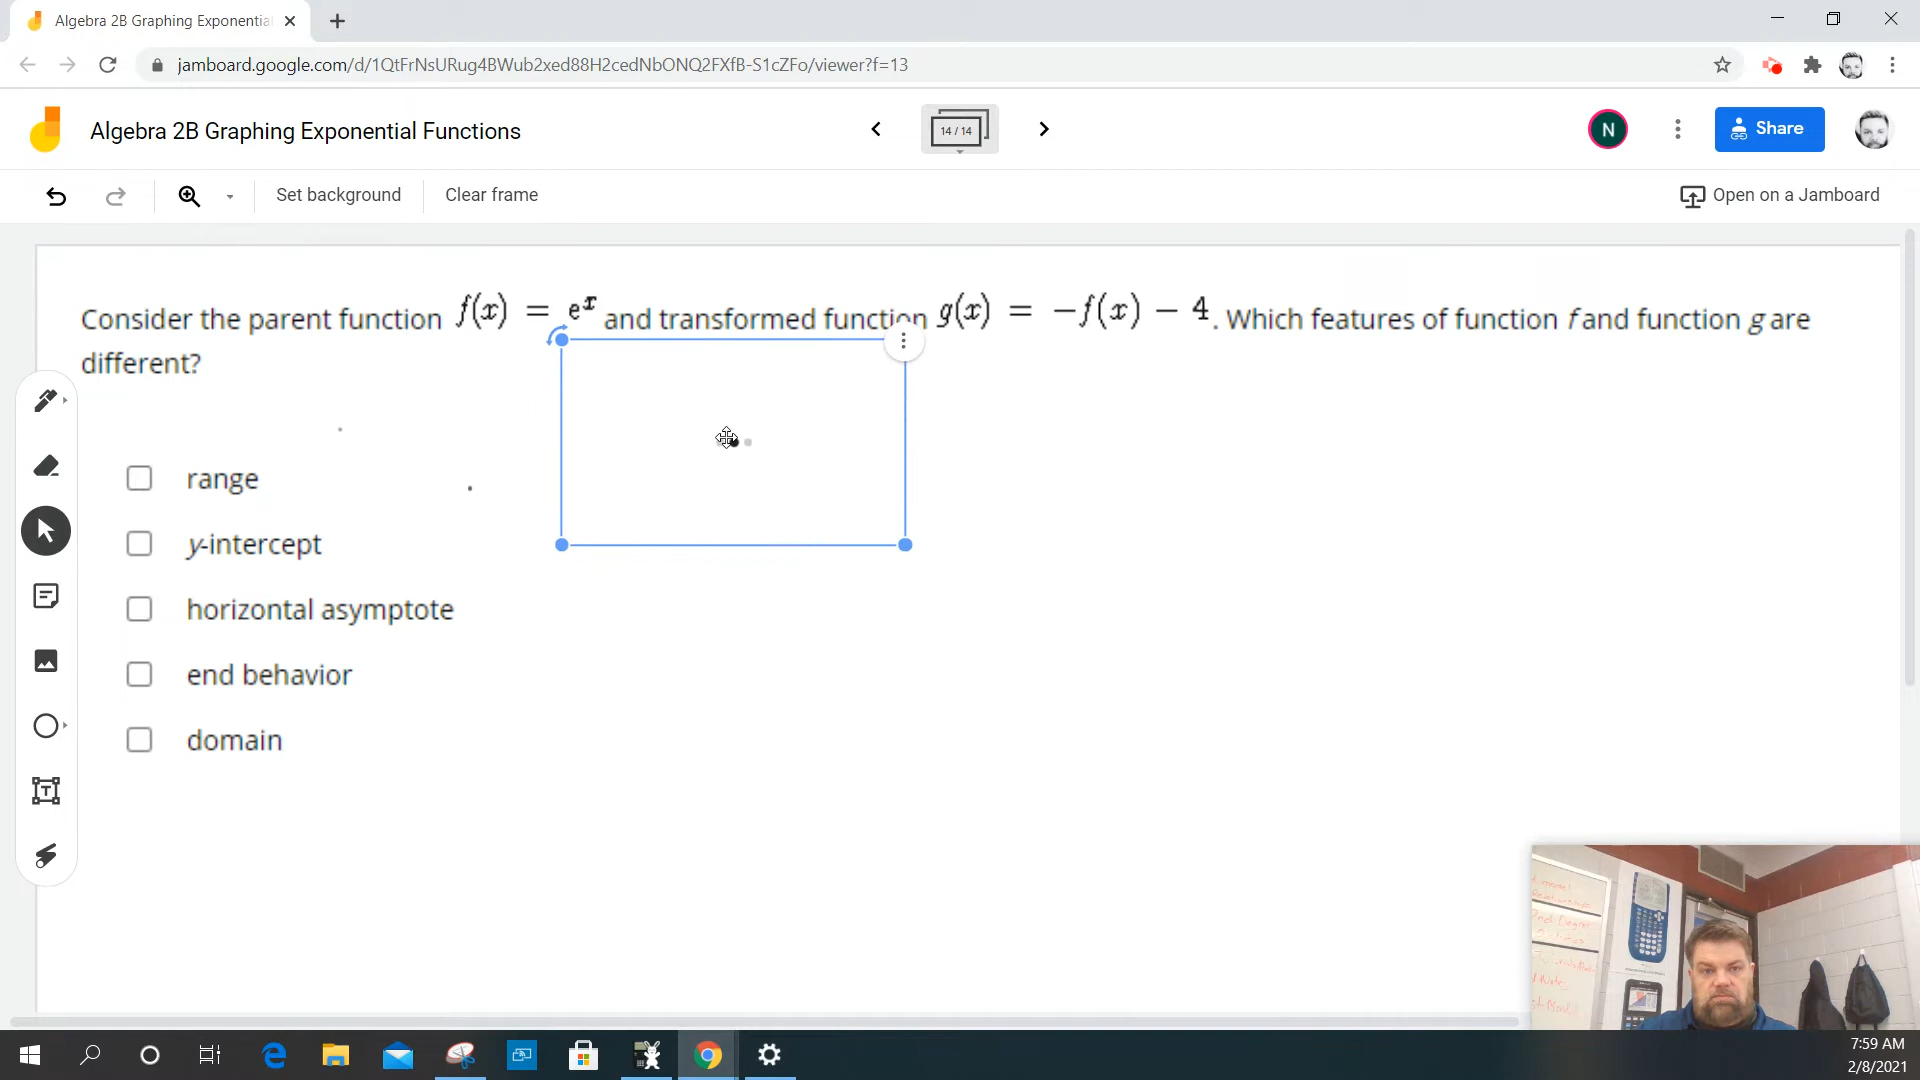 Algebra 2B Graphing Exponential
jamboard.google.com/d/1QtFrNsURug4BWub2xed88H2cedNbONQ2FXfB-S1cZFo/viewer?f=13
Algebra 2B Graphing Exponential Functions
14 / 14
N
Share
Set background
Clear frame
Open on a Jamboard
Consider the parent function f(x) = eˣ and transformed function g(x) = −f(x) − 4. Which features of function f and function g are
different?
range
y-intercept
horizontal asymptote
end behavior
domain
7:59 AM
2/8/2021